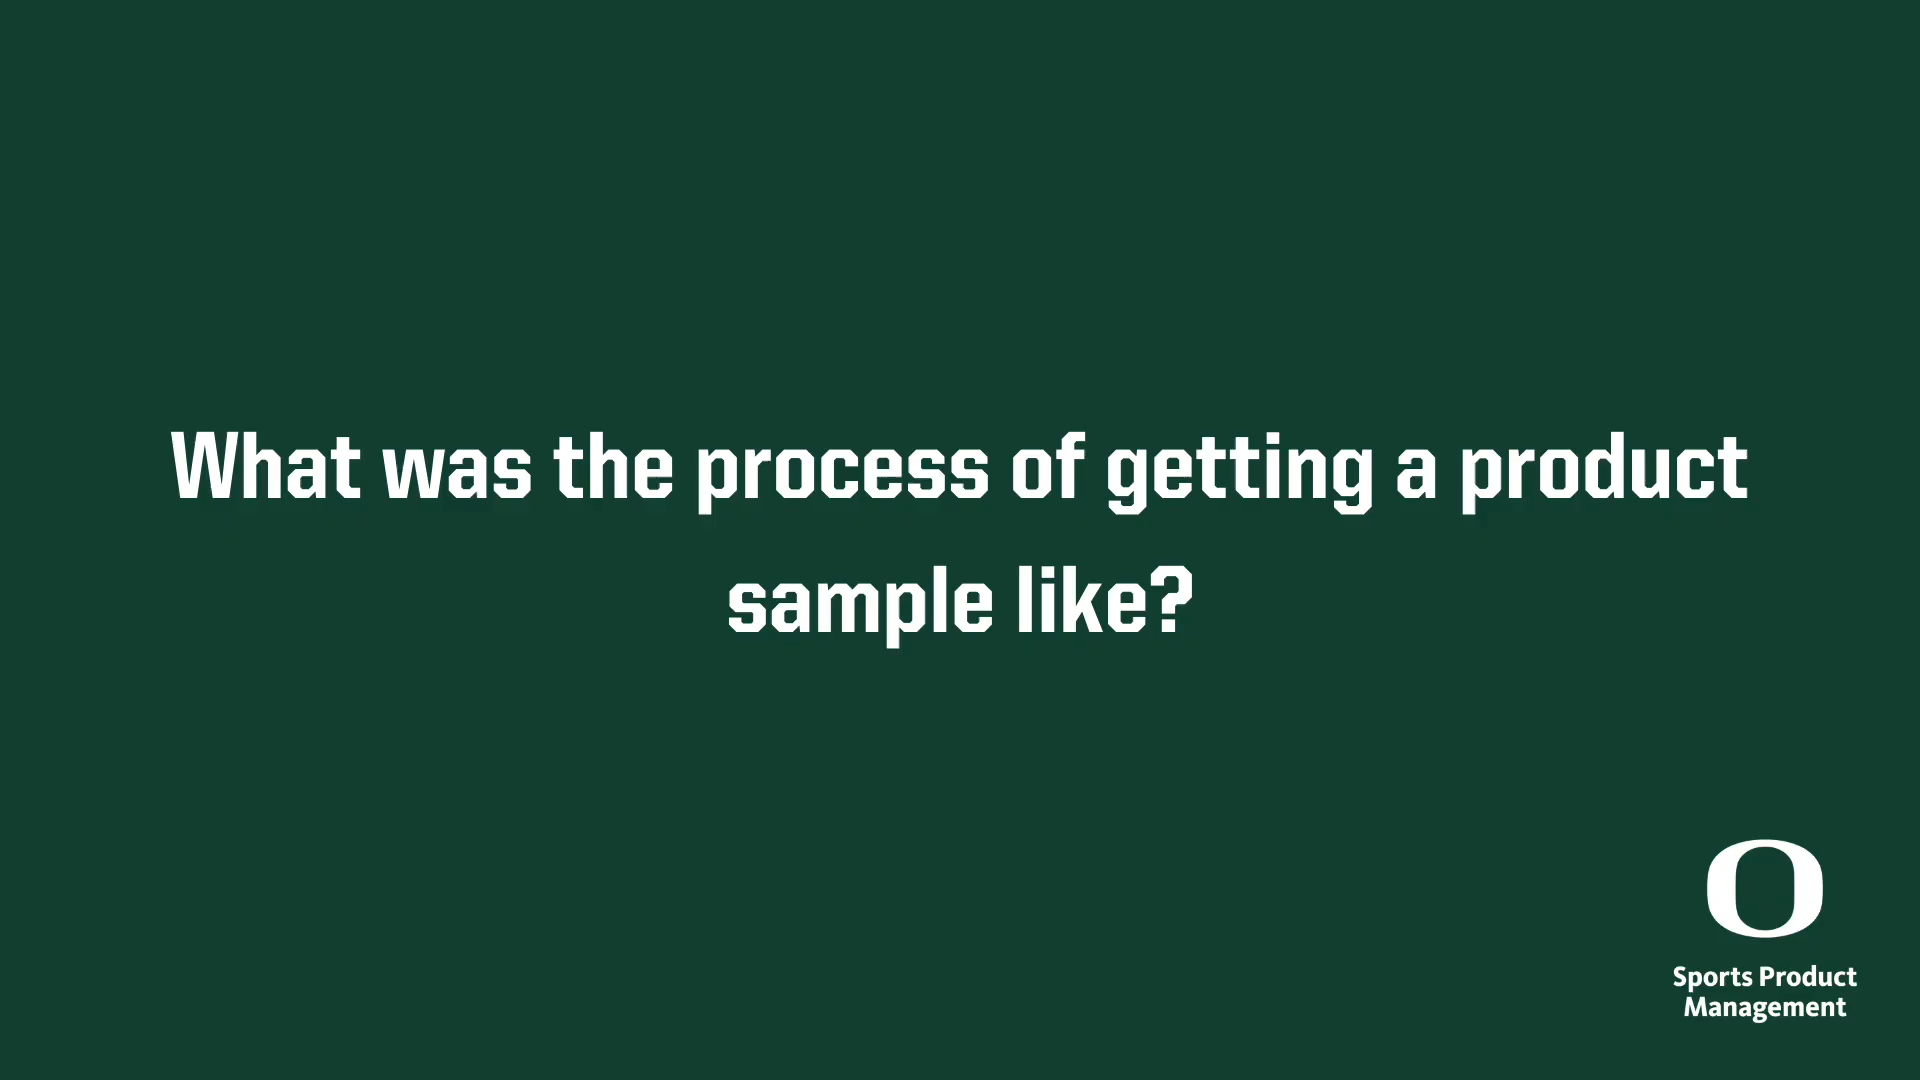 What was the process of getting a product
sample like?
O
Sports Product
Management